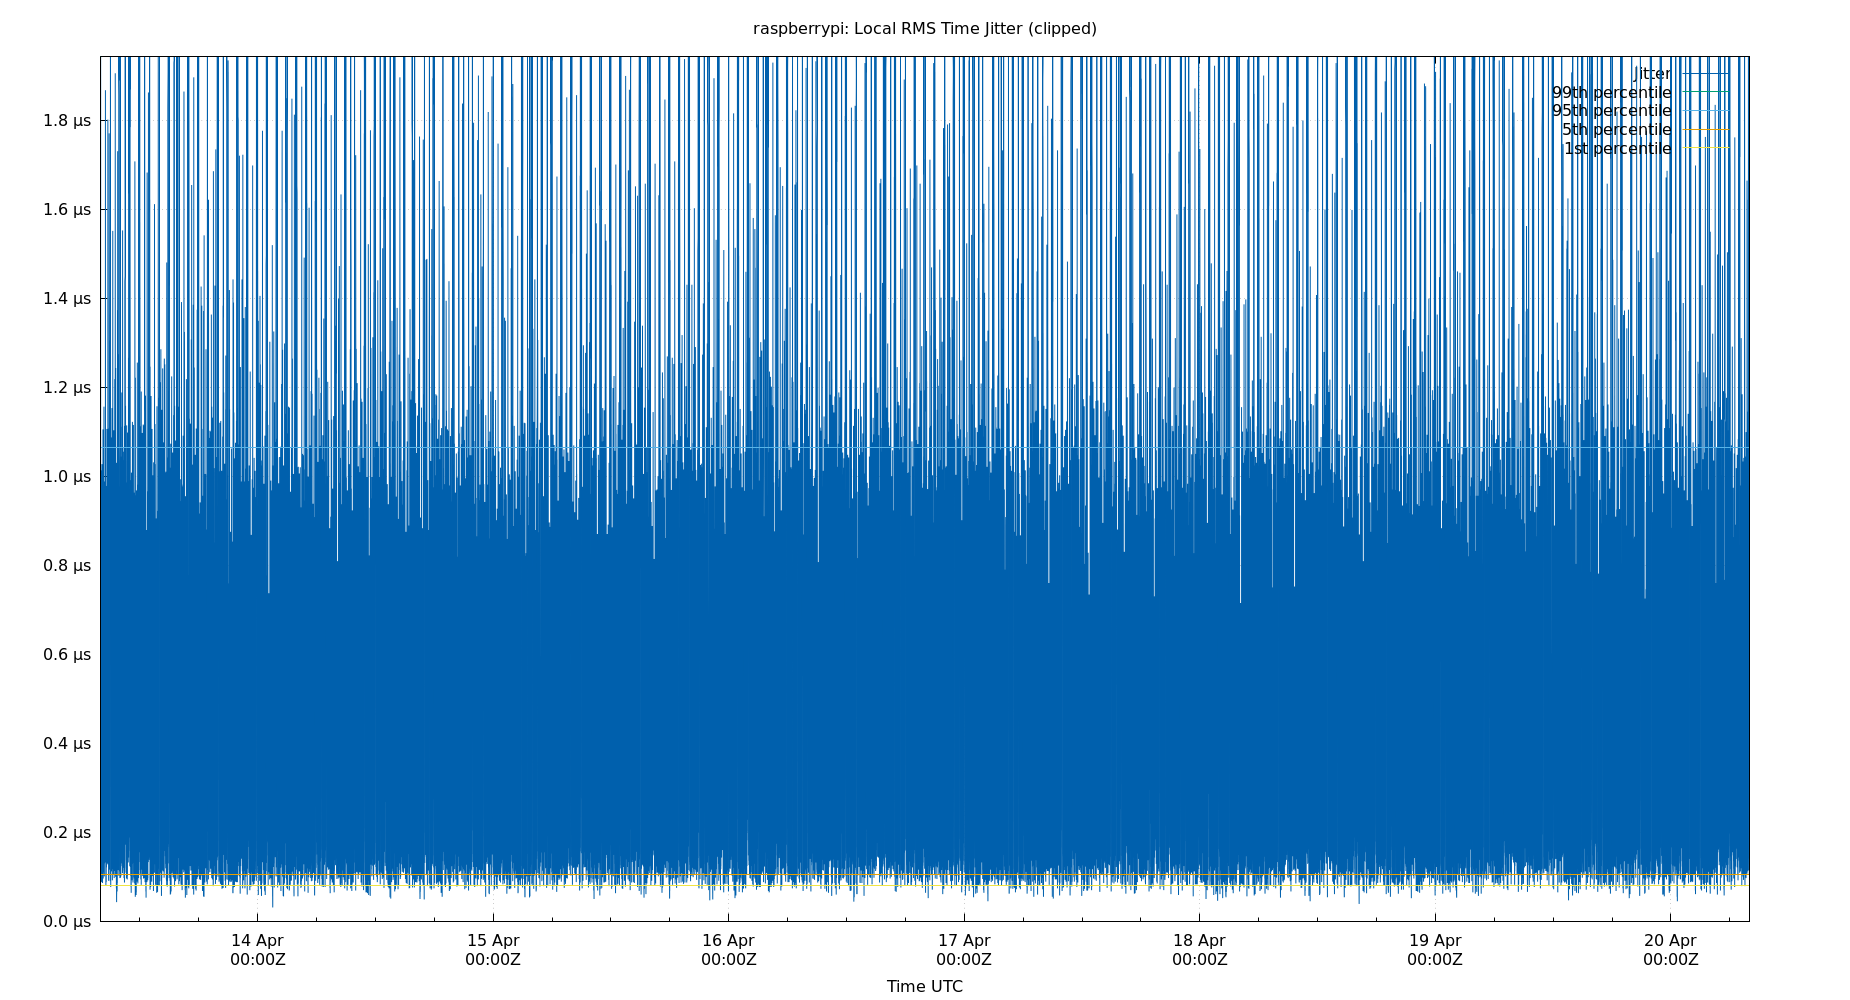 raspberrypi: Local RMS Time Jitter (clipped)
Jitter
99th percentile
95th percentile
5th percentile
1st percentile
1.8 µs
1.6 µs
1.4 µs
1.2 µs
1.0 µs
0.8 µs
0.6 µs
0.4 µs
0.2 µs
0.0 µs
14 Apr 15 Apr 16 Apr 17 Apr 18 Apr 19 Apr 20 Apr
00:00Z 00:00Z 00:00Z 00:00Z 00:00Z 00:00Z 00:00Z
Time UTC